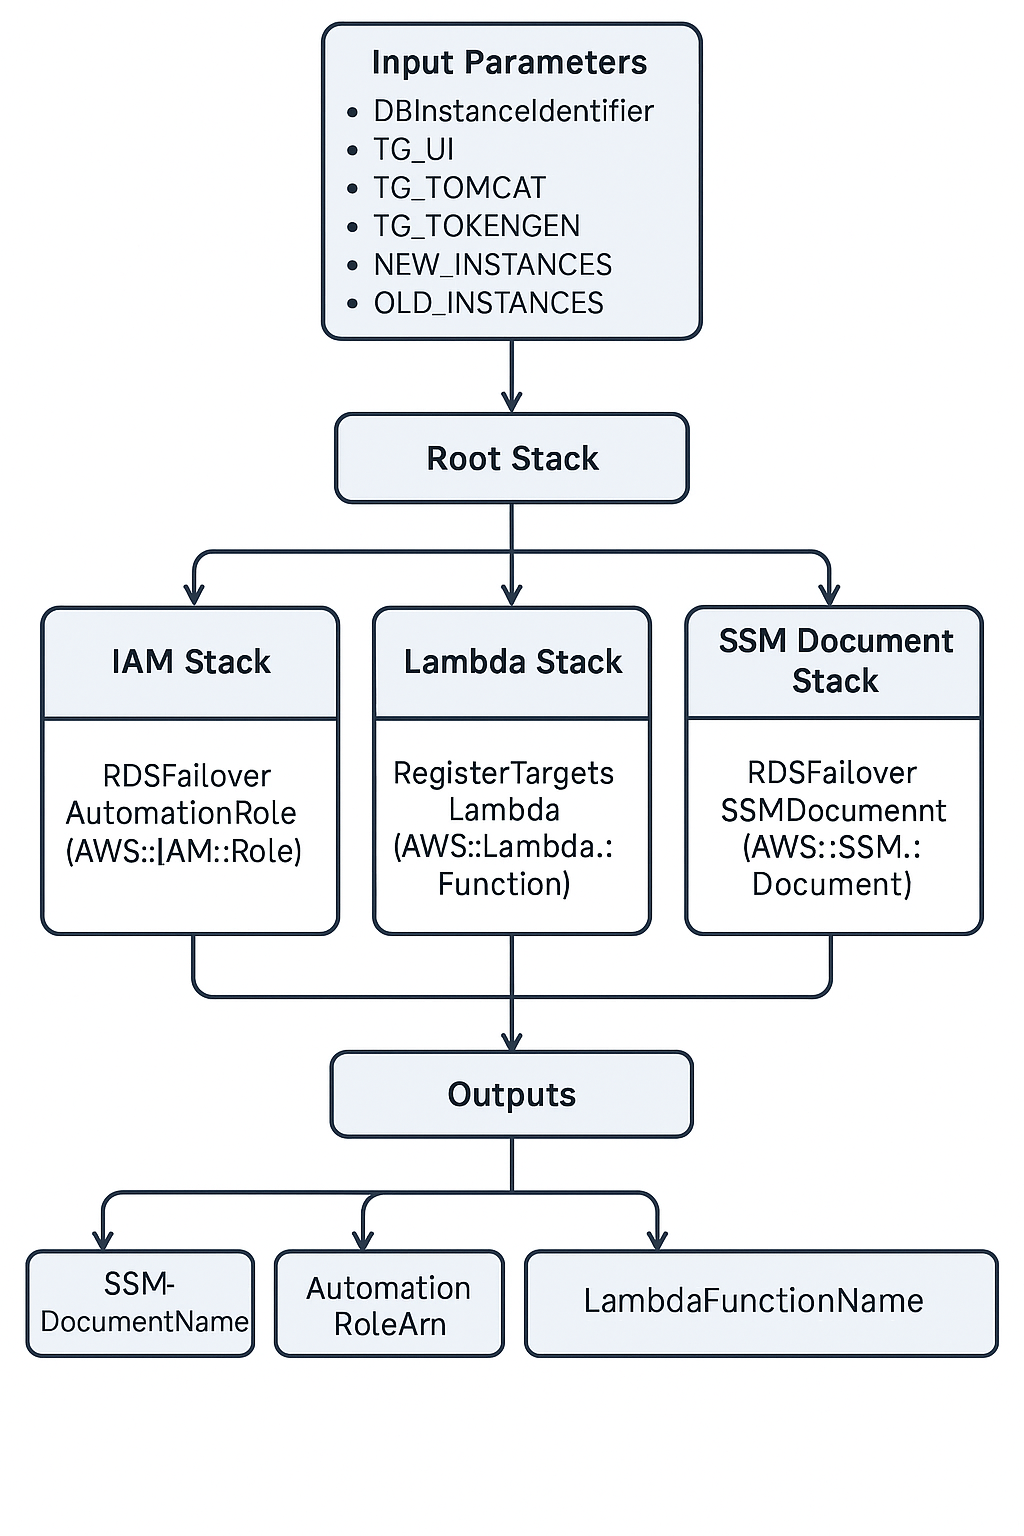 Input Parameters
• DBInstanceIdentifier
• TG_UI
• TG_TOMCAT
• TG_TOKENGEN
• NEW_INSTANCES
• OLD_INSTANCES
Root Stack
IAM Stack
RDSFailover
AutomationRole
(AWS::[AM::Role)
Lambda Stack
RegisterTargets
Lambda
(AWS::Lambda.:
Function)
SSM Document
Stack
RDSFailover
SSMDocumennt
(AWS::SSM.:
Document)
Outputs
SSM-
DocumentName
Automation
RoleArn
LambdaFunctionName